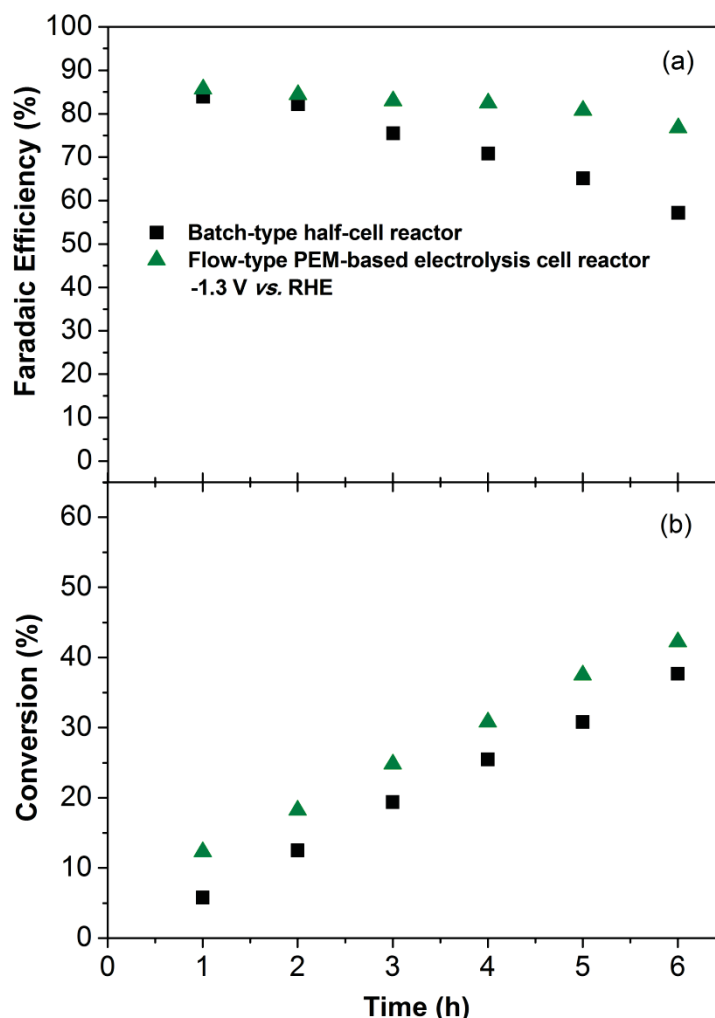 100
90
80
70
60
50
40
30
20
10
0
Faradaic Efficiency (%)
(a)
Batch-type half-cell reactor
Flow-type PEM-based electrolysis cell reactor
-1.3 V vs. RHE
60
50
40
30
20
10
0
Conversion (%)
(b)
0 1 2 3 4 5 6
Time (h)